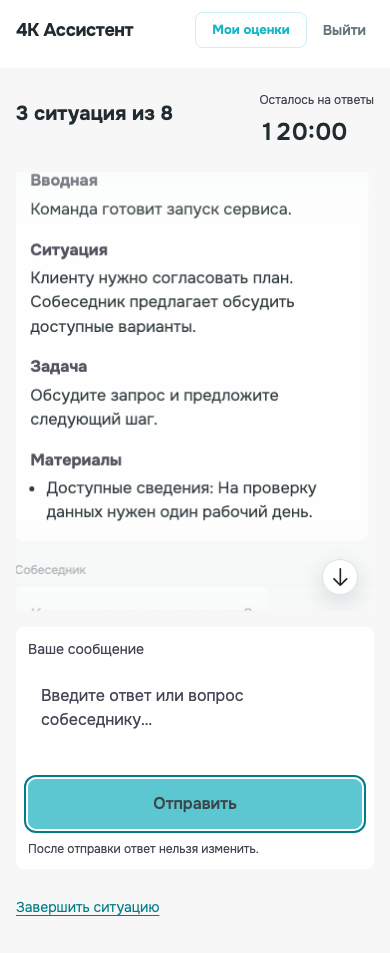 4K Ассистент
Мои оценки
Выйти
3 ситуация из 8
Осталось на ответы
120:00
Вводная
Команда готовит запуск сервиса.
Ситуация
Клиенту нужно согласовать план.
Собеседник предлагает обсудить
доступные варианты.
Задача
Обсудите запрос и предложите
следующий шаг.
Материалы
• Доступные сведения: На проверку
данных нужен один рабочий день.
Собеседник
Ваше сообщение
Введите ответ или вопрос
собеседнику...
Отправить
После отправки ответ нельзя изменить.
Завершить ситуацию